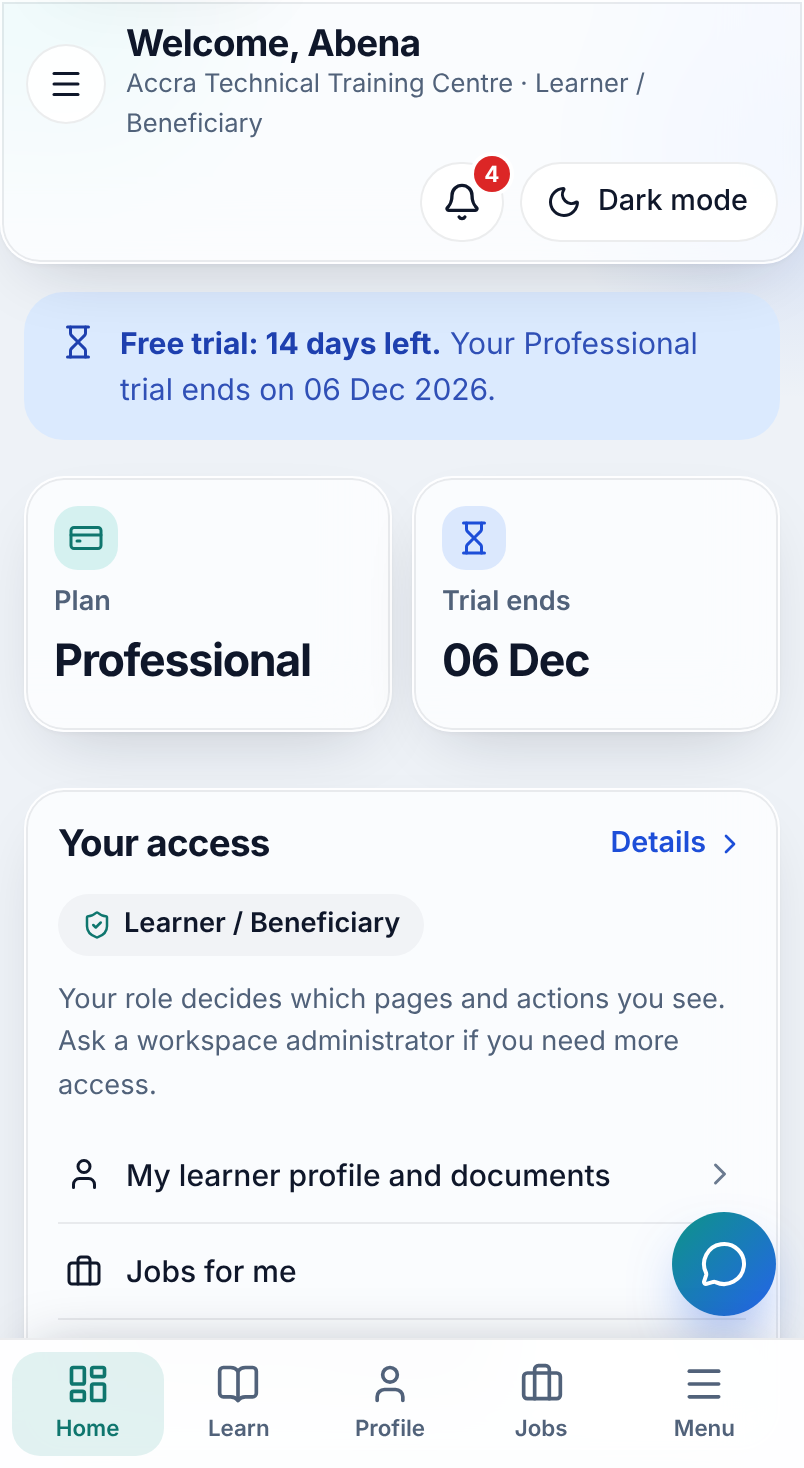 Welcome, Abena
Accra Technical Training Centre · Learner /
Beneficiary
4
Dark mode
Free trial: 14 days left. Your Professional
trial ends on 06 Dec 2026.
Plan
Professional
Trial ends
06 Dec
Your access
Details
Learner / Beneficiary
Your role decides which pages and actions you see.
Ask a workspace administrator if you need more
access.
My learner profile and documents
Jobs for me
Home
Learn
Profile
Jobs
Menu